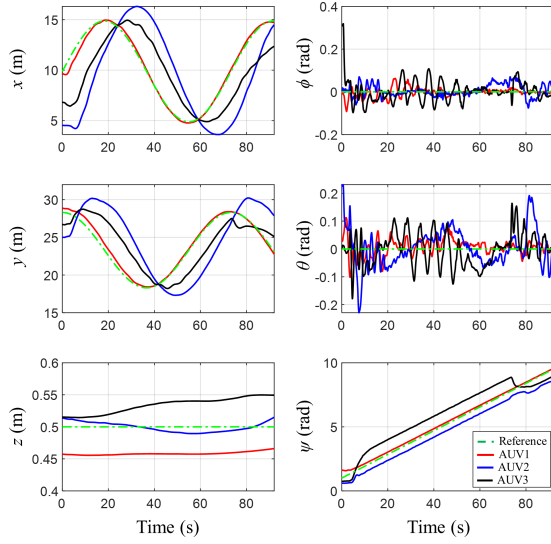 15
10
5
x (m)
0 20 40 60 80
0.4
0.2
0
-0.2
ϕ (rad)
0 20 40 60 80
30
25
20
15
y (m)
0 20 40 60 80
0.2
0.1
0
-0.1
-0.2
θ (rad)
0 20 40 60 80
0.6
0.55
0.5
0.45
0.4
z (m)
0 20 40 60 80
Time (s)
10
5
0
ψ (rad)
Reference
AUV1
AUV2
AUV3
0 20 40 60 80
Time (s)